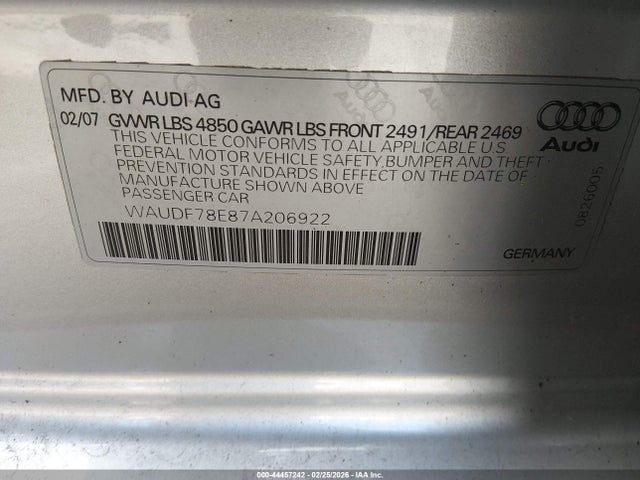 MFD. BY AUDI AG
02/07 GVWR LBS 4850 GAWR LBS FRONT 2491/REAR 2469
THIS VEHICLE CONFORMS TO ALL APPLICABLE U.S
FEDERAL MOTOR VEHICLE SAFETY,BUMPER AND THEFT
PREVENTION STANDARDS IN EFFECT ON THE DATE OF
MANUFACTURE SHOWN ABOVE
PASSENGER CAR
WAUDF78E87A206922
Audi
0826005
GERMANY
000-44457242 - 02/25/2026 - IAA Inc.